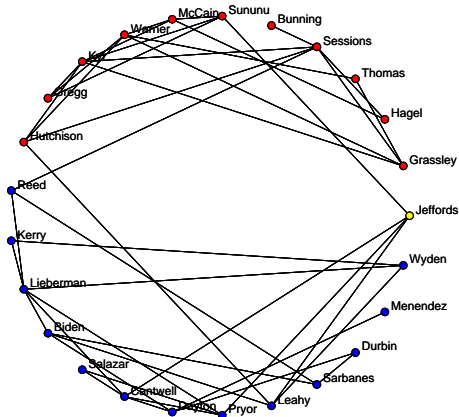 Sununu
McCain
Bunning
Warner
Sessions
Kyl
Thomas
Gregg
Hagel
Hutchison
Grassley
Reed
Jeffords
Kerry
Wyden
Lieberman
Menendez
Biden
Durbin
Salazar
Sarbanes
Cantwell
Leahy
Dayton
Pryor